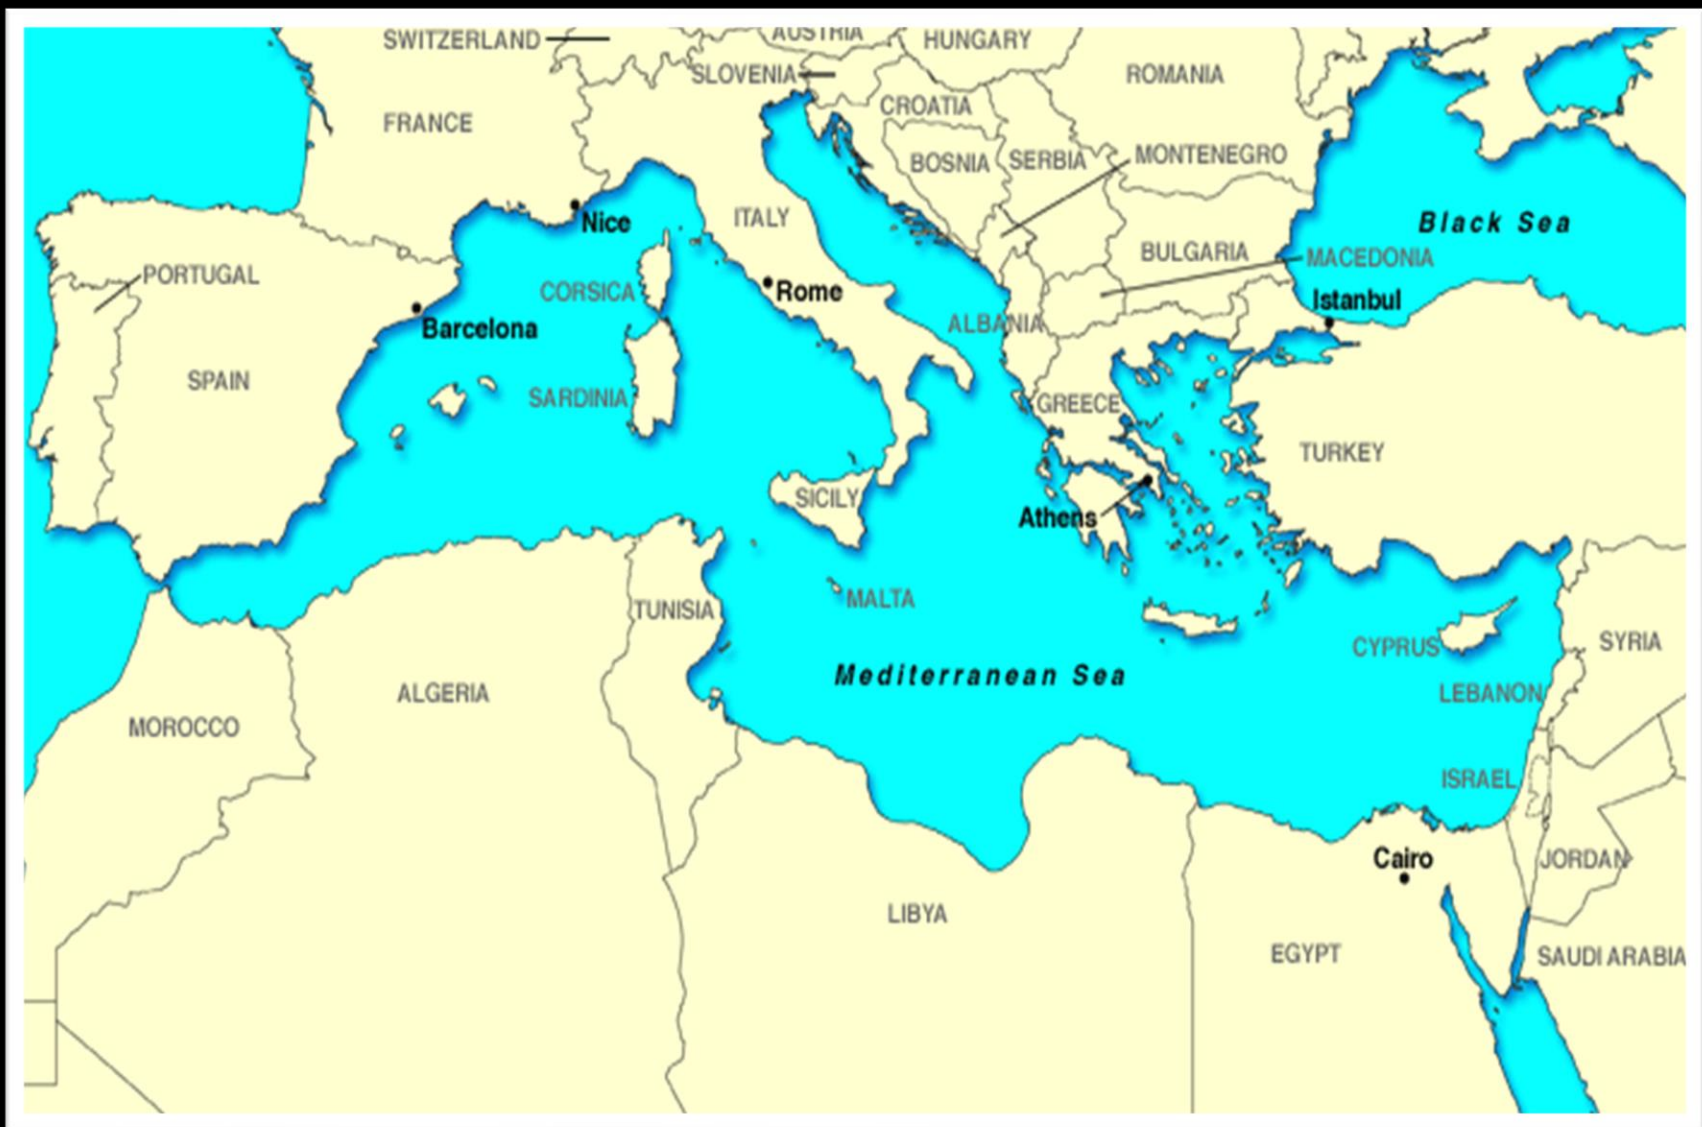 SWITZERLAND
AUSTRIA
HUNGARY
SLOVENIA
ROMANIA
CROATIA
FRANCE
BOSNIA
SERBIA
MONTENEGRO
ITALY
Nice
Black Sea
BULGARIA
MACEDONIA
PORTUGAL
CORSICA
Rome
Istanbul
Barcelona
ALBANIA
SPAIN
SARDINIA
GREECE
TURKEY
SICILY
Athens
MALTA
TUNISIA
CYPRUS
SYRIA
Mediterranean Sea
ALGERIA
LEBANON
MOROCCO
ISRAEL
Cairo
JORDAN
LIBYA
EGYPT
SAUDI ARABIA